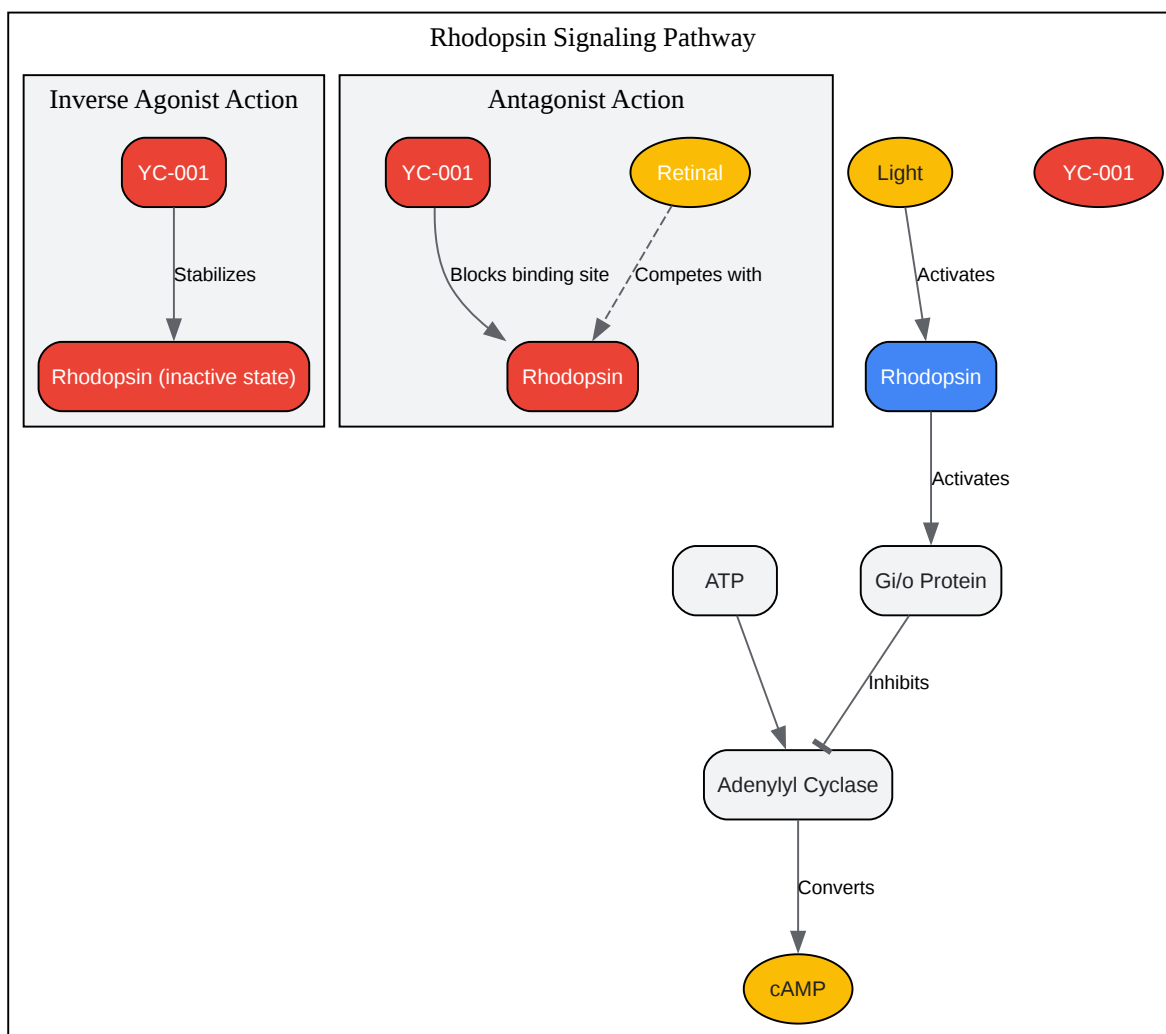 Rhodopsin Signaling Pathway
Inverse Agonist Action
Antagonist Action
YC-001
YC-001
Retinal
Light
YC-001
Stabilizes
Blocks binding site
Competes with
Activates
Rhodopsin (inactive state)
Rhodopsin
Rhodopsin
Activates
ATP
Gi/o Protein
Inhibits
Adenylyl Cyclase
Converts
cAMP